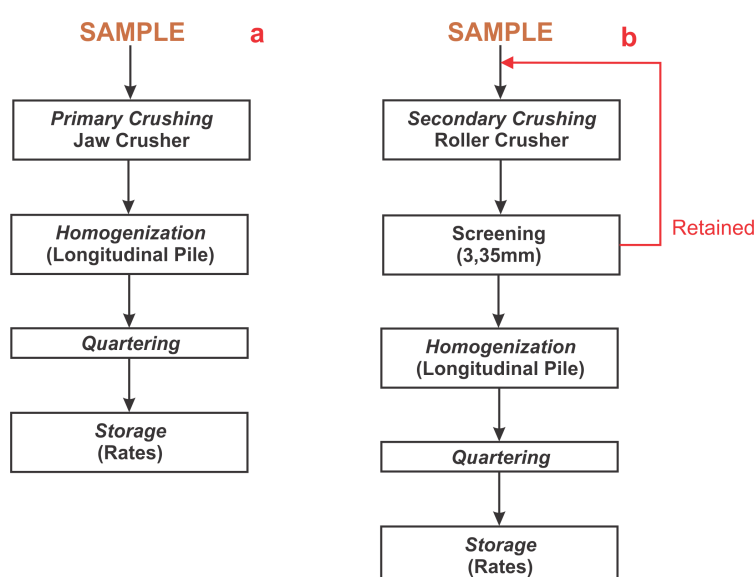 SAMPLE
a
Primary Crushing
Jaw Crusher
Homogenization
(Longitudinal Pile)
Quartering
Storage
(Rates)
SAMPLE
b
Secondary Crushing
Roller Crusher
Screening
(3,35mm)
Retained
Homogenization
(Longitudinal Pile)
Quartering
Storage
(Rates)